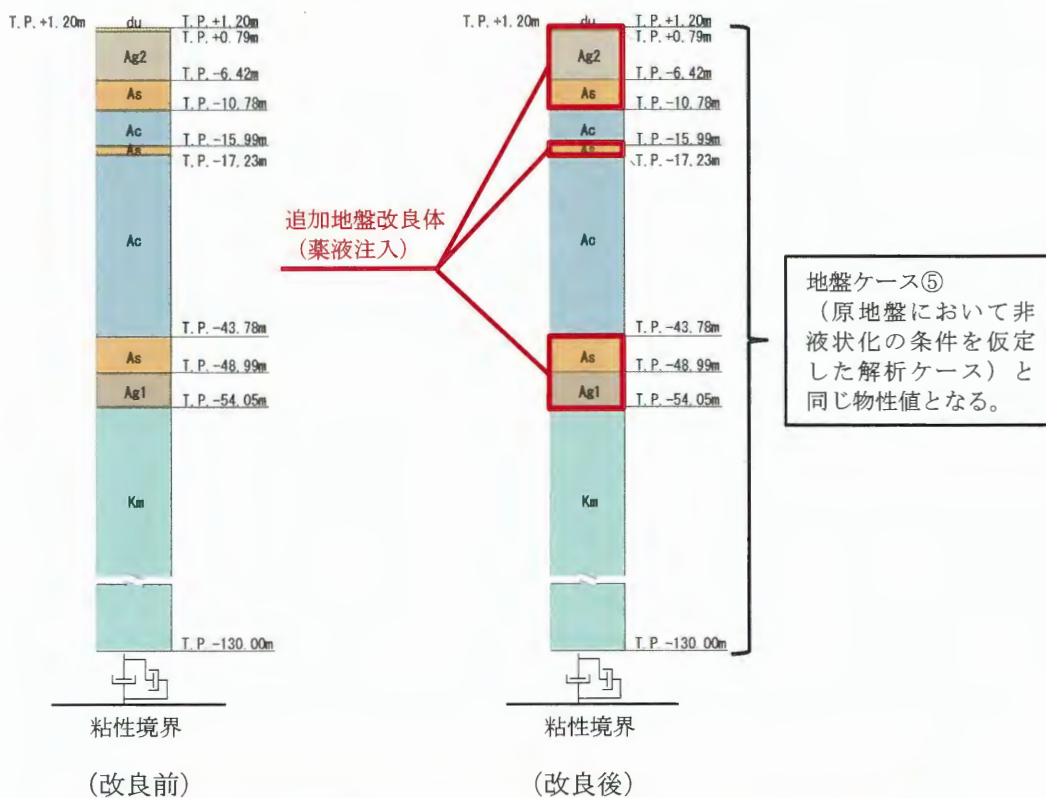 T.P.+1.20m
du
T.P.+1.20m
T.P.+0.79m
Ag2
T.P.-6.42m
As
T.P.-10.78m
Ac
T.P.-15.99m
As
T.P.-17.23m
Ac
T.P.-43.78m
As
T.P.-48.99m
Ag1
T.P.-54.05m
Km
T.P.-130.00m
粘性境界
(改良前)
追加地盤改良体
(薬液注入)
T.P.+1.20m
du
T.P.+1.20m
T.P.+0.79m
Ag2
T.P.-6.42m
As
T.P.-10.78m
Ac
T.P.-15.99m
As
T.P.-17.23m
Ac
T.P.-43.78m
As
T.P.-48.99m
Ag1
T.P.-54.05m
Km
T.P.-130.00m
粘性境界
(改良後)
地盤ケース⑤
(原地盤において非
液状化の条件を仮定
した解析ケース)と
同じ物性値となる。